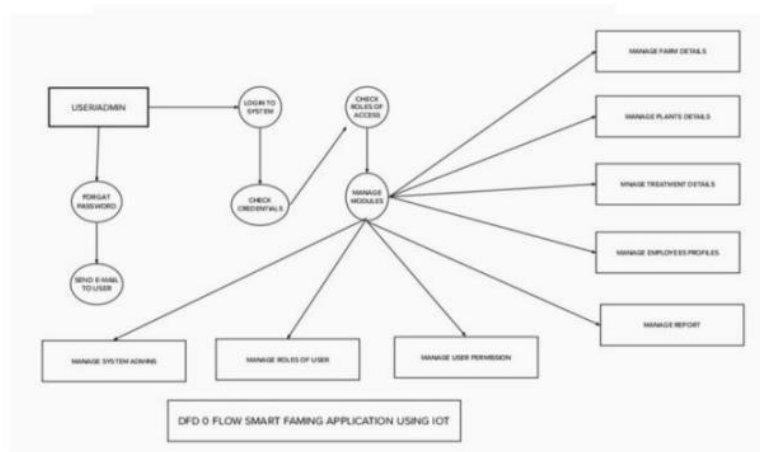 USER/ADMIN
LOGIN TO
SYSTEM
CHECK
ROLES OF
ACCESS
MANAGE FARM DETAILS
MANAGE PLANTS DETAILS
FORGAT
PASSWORD
CHECK
CREDENTIALS
MANAGE
MODULES
MNAGE TREATMENT DETAILS
MANAGE EMPLOYEES PROFILES
SEND E-MAIL
TO USER
MANAGE REPORT
MANAGE SYSTEM ADMINS
MANAGE ROLES OF USER
MANAGE USER PERMISSION
DFD 0 FLOW SMART FAMING APPLICATION USING IOT